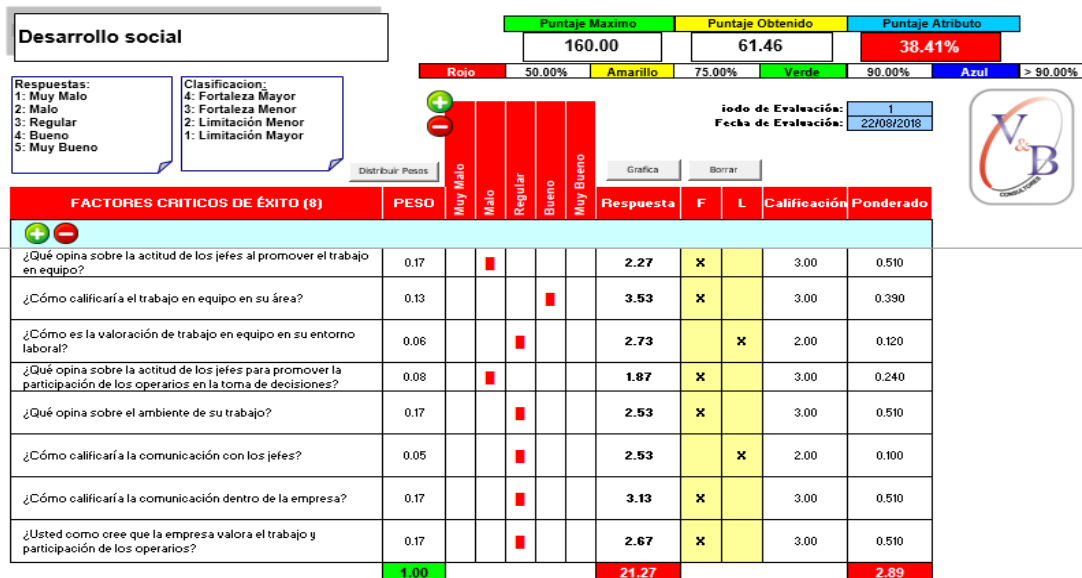 Desarrollo social
Puntaje Maximo Puntaje Obtenido Puntaje Atributo
160.00 61.46 38.41%
Rojo 50.00% Amarillo 75.00% Verde 90.00% Azul > 90.00%
Respuestas:
1: Muy Malo
2: Malo
3: Regular
4: Bueno
5: Muy Bueno
Clasificacion:
4: Fortaleza Mayor
3: Fortaleza Menor
2: Limitación Menor
1: Limitación Mayor
iodo de Evaluación: 1
Fecha de Evaluación: 22/08/2018
V&B
CONSULTORES
Distribuir Pesos
Grafica
Borrar
FACTORES CRITICOS DE ÉXITO (8) PESO Muy Malo Malo Regular Bueno Muy Bueno Respuesta F L Calificación Ponderado
¿Qué opina sobre la actitud de los jefes al promover el trabajo
en equipo? 0.17 2.27 X 3.00 0.510
¿Cómo calificaría el trabajo en equipo en su área? 0.13 3.53 X 3.00 0.390
¿Cómo es la valoración de trabajo en equipo en su entorno
laboral? 0.06 2.73 X 2.00 0.120
¿Qué opina sobre la actitud de los jefes para promover la
participación de los operarios en la toma de decisiones? 0.08 1.87 X 3.00 0.240
¿Qué opina sobre el ambiente de su trabajo? 0.17 2.53 X 3.00 0.510
¿Cómo calificaría la comunicación con los jefes? 0.05 2.53 X 2.00 0.100
¿Cómo calificaría la comunicación dentro de la empresa? 0.17 3.13 X 3.00 0.510
¿Usted como cree que la empresa valora el trabajo y
participación de los operarios? 0.17 2.67 X 3.00 0.510
1.00 21.27 2.89